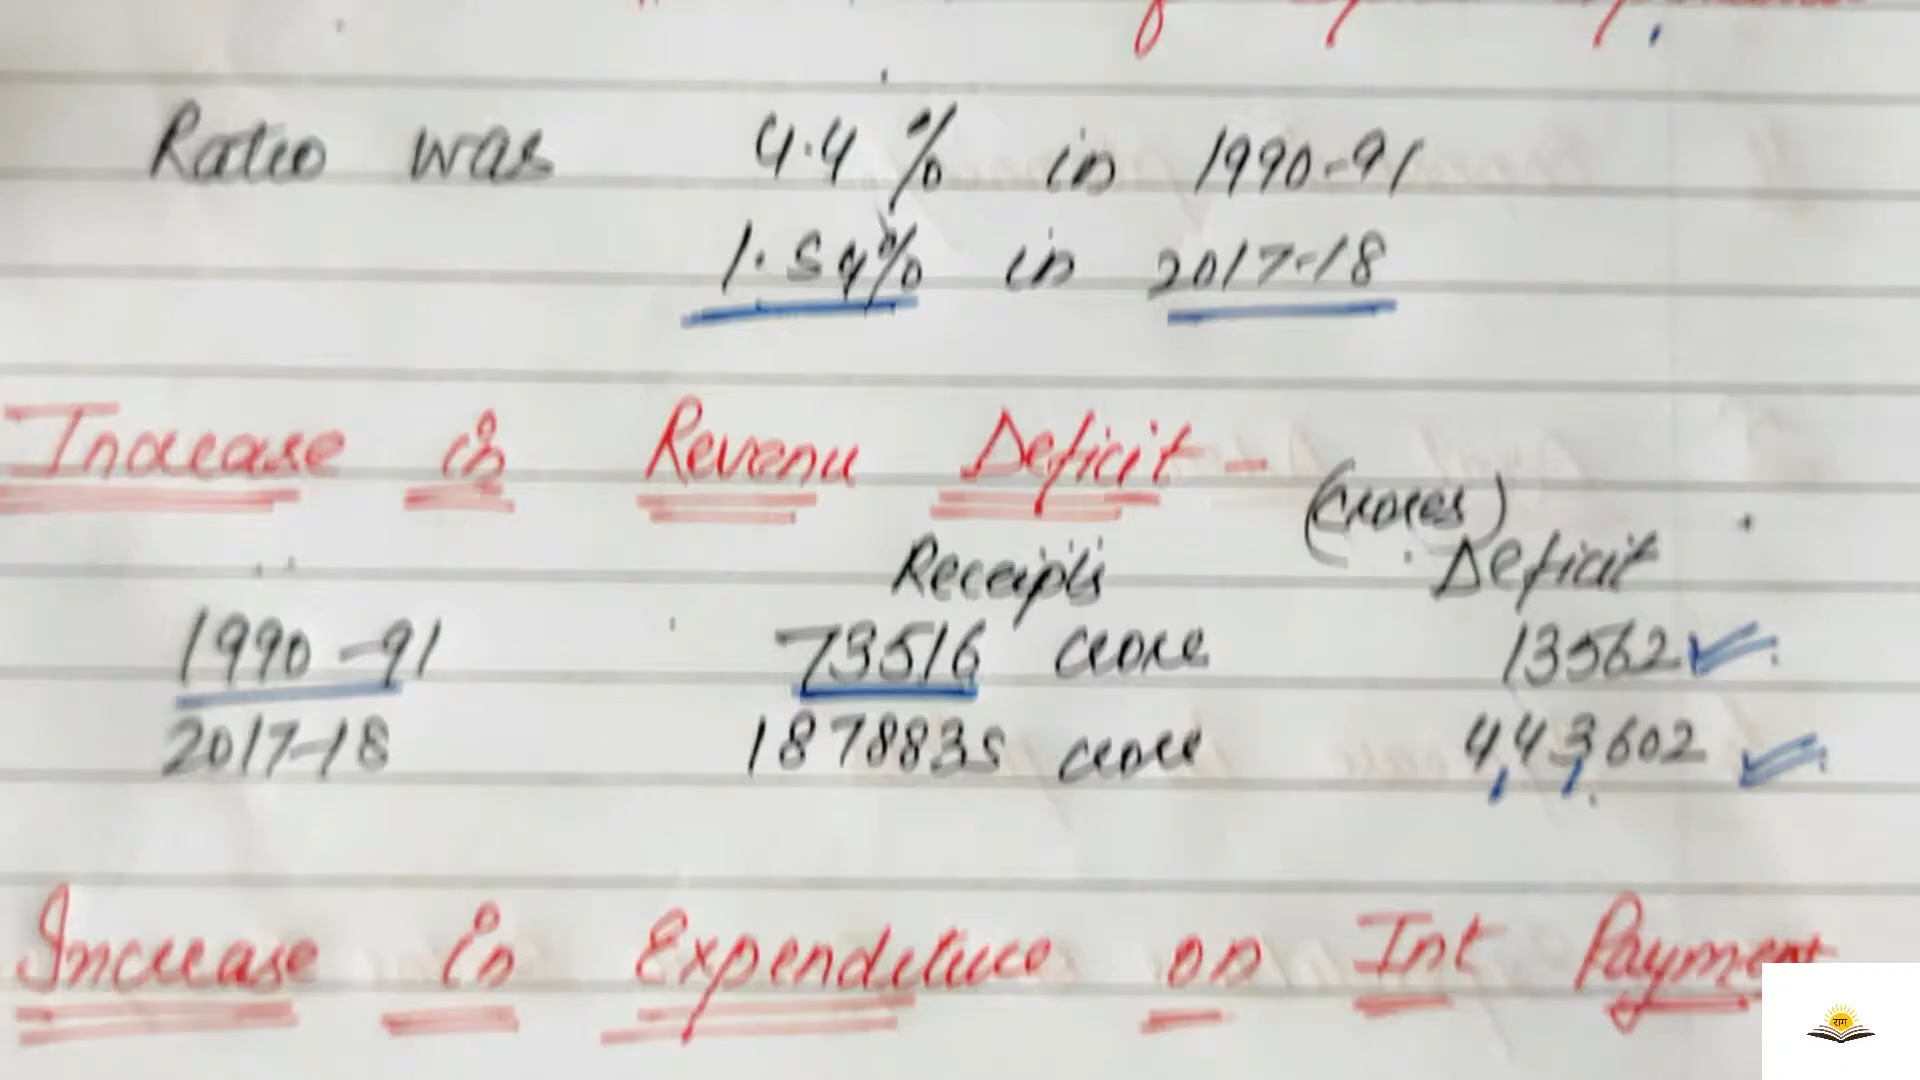 Ratio was 4.4% in 1990-91
1.54% in 2017-18
Increase in Revenu Deficit -
(crores)
Receipts Deficit
1990-91 73516 crore 13562
2017-18 1878835 crore 4,43,602
Increase in Expenditure on Int Payment
राम